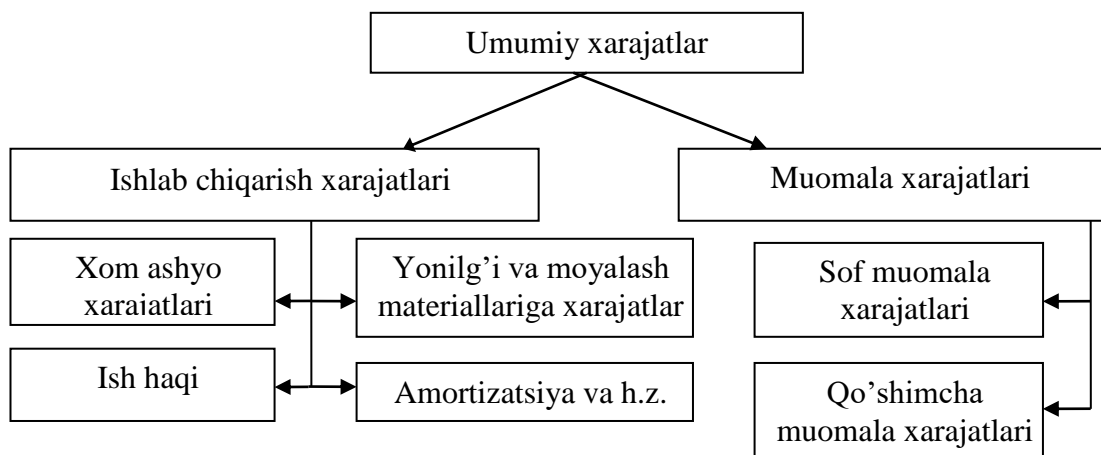 Umumiy xarajatlar
Ishlab chiqarish xarajatlari
Muomala xarajatlari
Xom ashyo
xarajatlari
Yonilg’i va moyalash
materiallariga xarajatlar
Sof muomala
xarajatlari
Ish haqi
Amortizatsiya va h.z.
Qo’shimcha
muomala xarajatlari